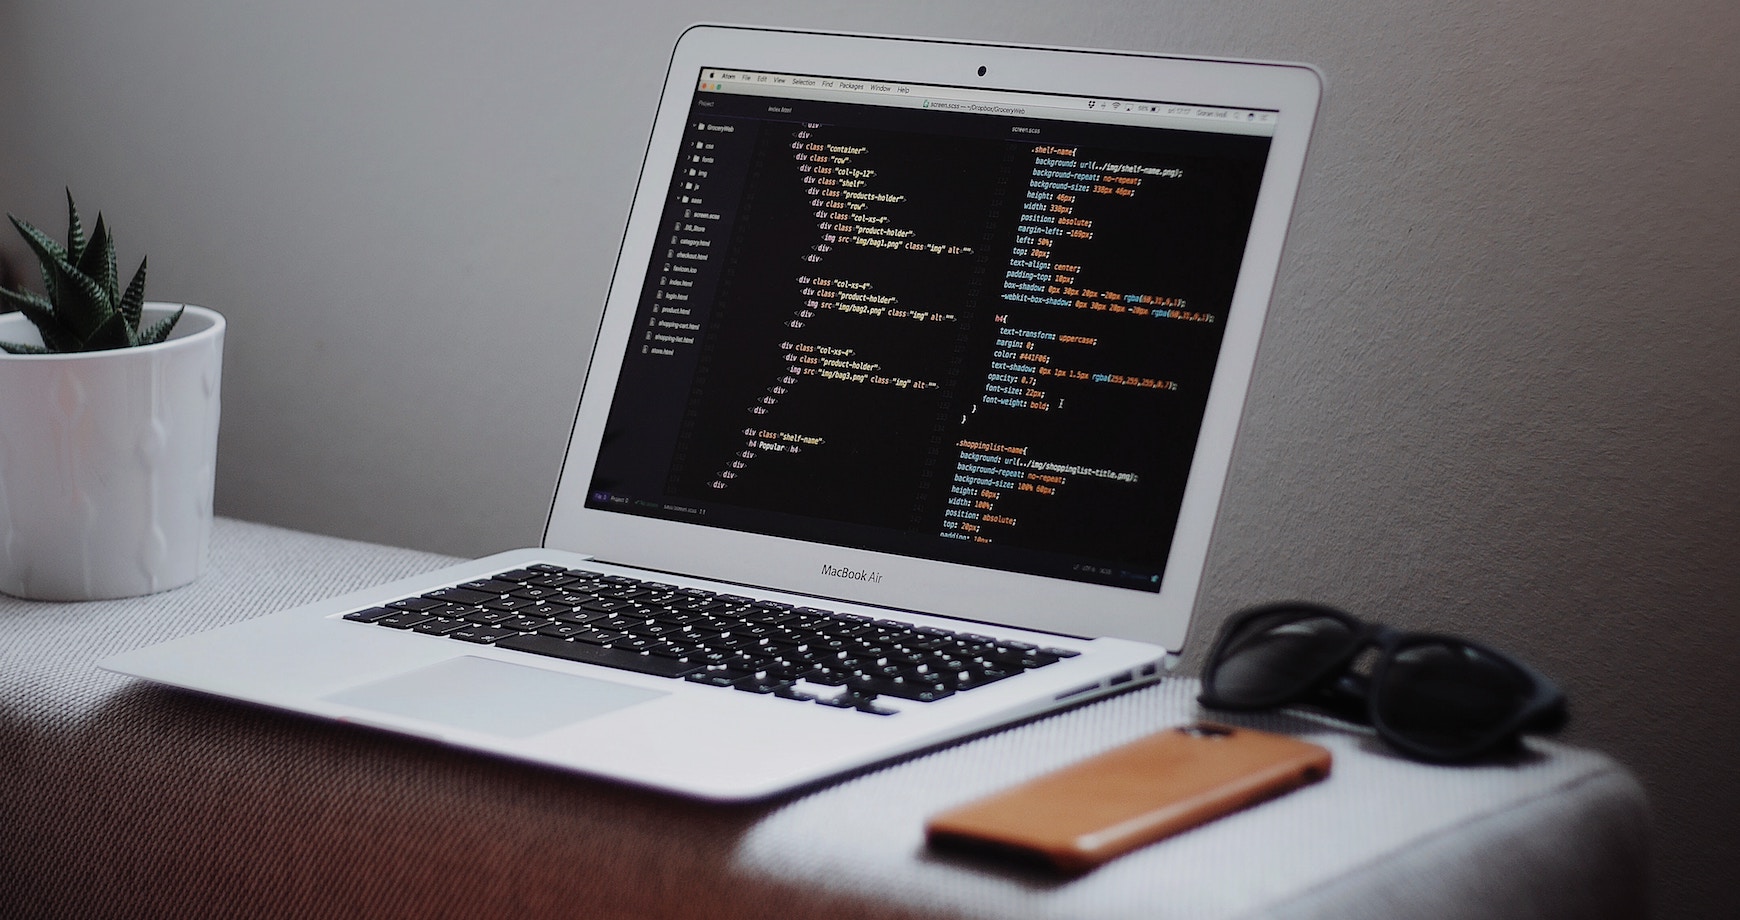 Atom File Edit View Selection Find Packages Window Help
screen.scss — ~/Dropbox/GroceryWeb
Project
GroceryWeb
css
fonts
img
js
sass
screen.scss
.DS_Store
category.html
checkout.html
favicon.ico
index.html
login.html
product.html
shopping-cart.html
shopping-list.html
store.html
index.html
</div>
</div>
<div class="container">
<div class="row">
<div class="col-lg-12">
<div class="shelf">
<div class="products-holder">
<div class="row">
<div class="col-xs-4">
<div class="product-holder">
<img src="img/bag1.png" class="img" alt="">
</div>
</div>
<div class="col-xs-4">
<div class="product-holder">
<img src="img/bag2.png" class="img" alt="">
</div>
</div>
<div class="col-xs-4">
<div class="product-holder">
<img src="img/bag3.png" class="img" alt="">
</div>
</div>
</div>
</div>
<div class="shelf-name">
<h4>Popular</h4>
</div>
</div>
</div>
</div>
screen.scss
.shelf-name{
background: url(../img/shelf-name.png);
background-repeat: no-repeat;
background-size: 338px 46px;
height: 46px;
width: 338px;
position: absolute;
margin-left: -169px;
left: 50%;
top: 20px;
text-align: center;
padding-top: 10px;
box-shadow: 0px 30px 20px -20px rgba(60,31,6,1);
-webkit-box-shadow: 0px 30px 20px -20px rgba(60,31,6,1);
h4{
text-transform: uppercase;
margin: 0;
color: #441F06;
text-shadow: 0px 1px 1.5px rgba(255,255,255,0.7);
opacity: 0.7;
font-size: 22px;
font-weight: bold;
}
}
.shoppinglist-name{
background: url(../img/shoppinglist-title.png);
background-repeat: no-repeat;
background-size: 100% 60px;
height: 60px;
width: 100%;
position: absolute;
top: 20px;
padding: 10px;
MacBook Air